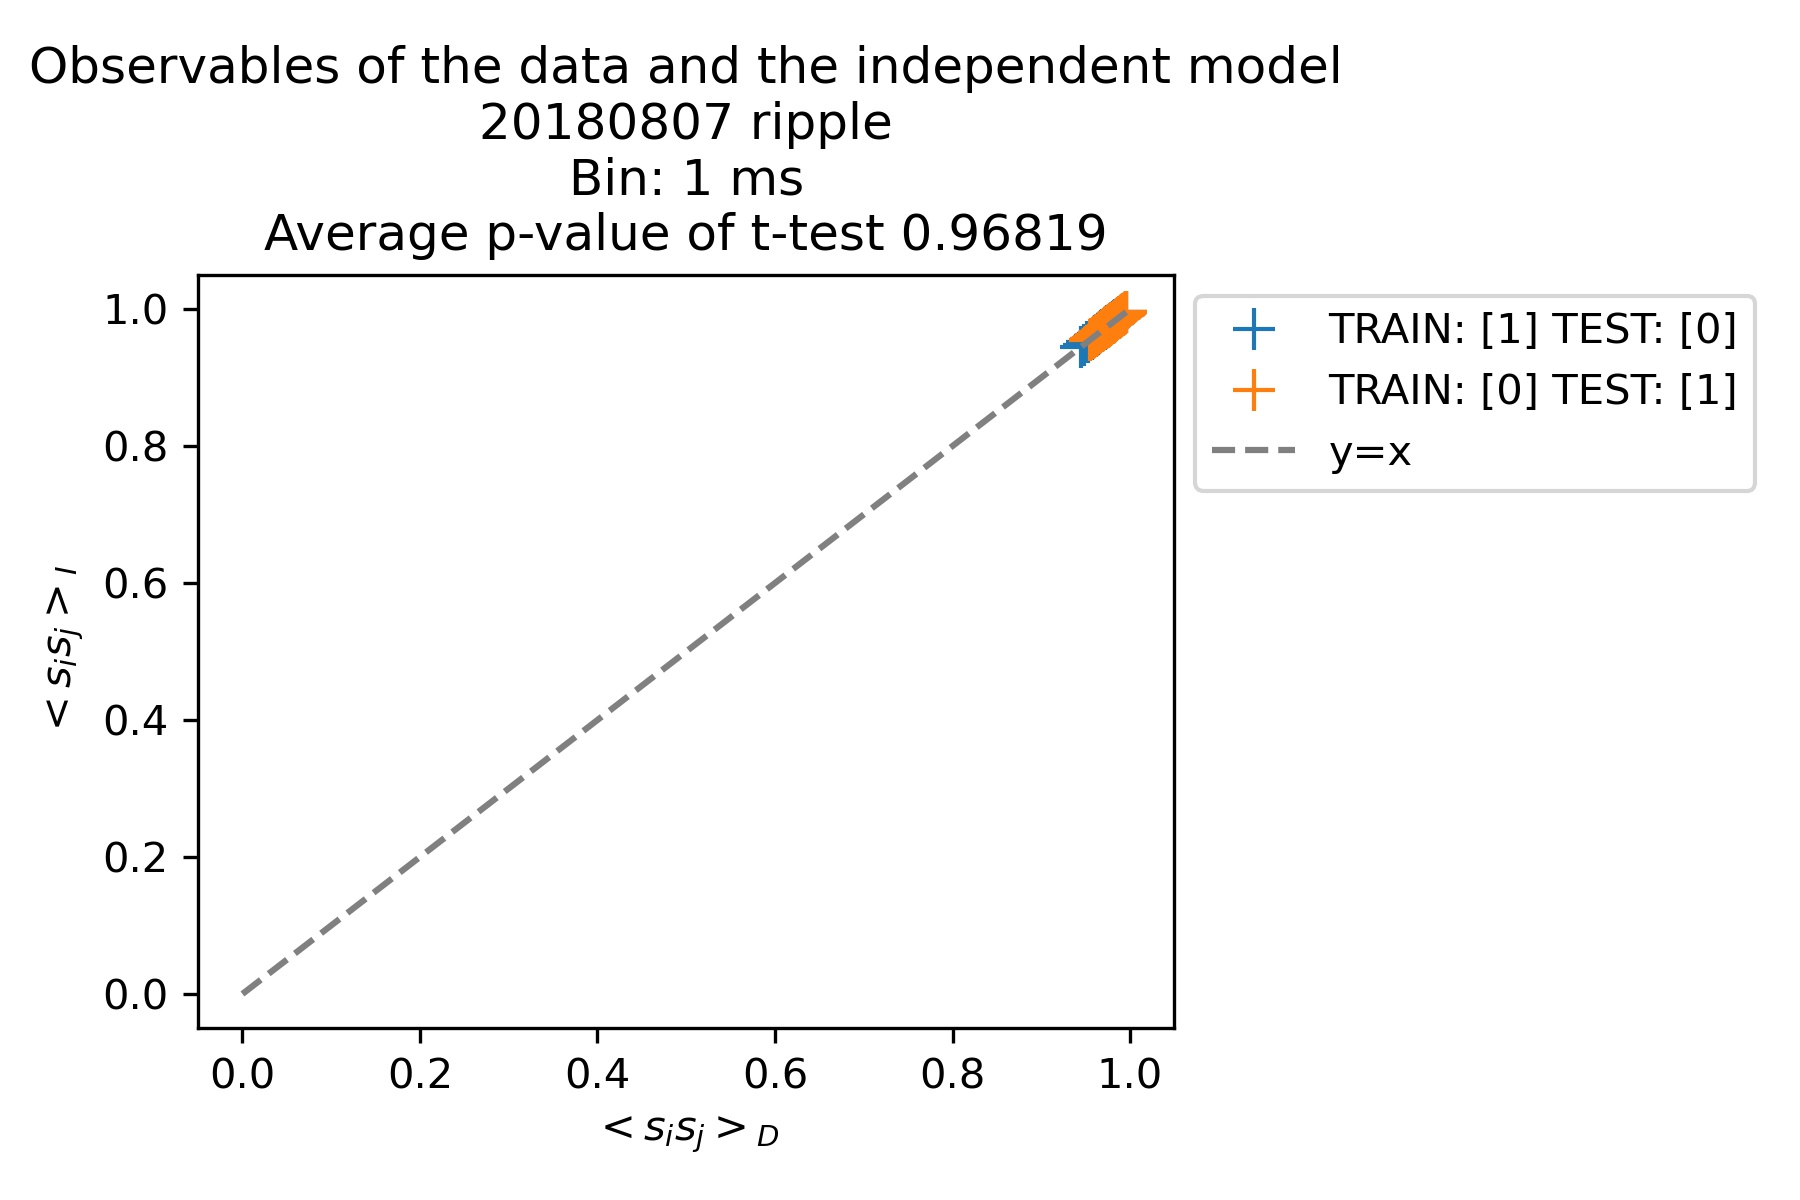 Observables of the data and the independent model
20180807 ripple
Bin: 1 ms
Average p-value of t-test 0.96819
1.0
0.8
0.6
0.4
0.2
0.0
< s_i s_j >_I
0.0 0.2 0.4 0.6 0.8 1.0
< s_i s_j >_D
TRAIN: [1] TEST: [0]
TRAIN: [0] TEST: [1]
y=x